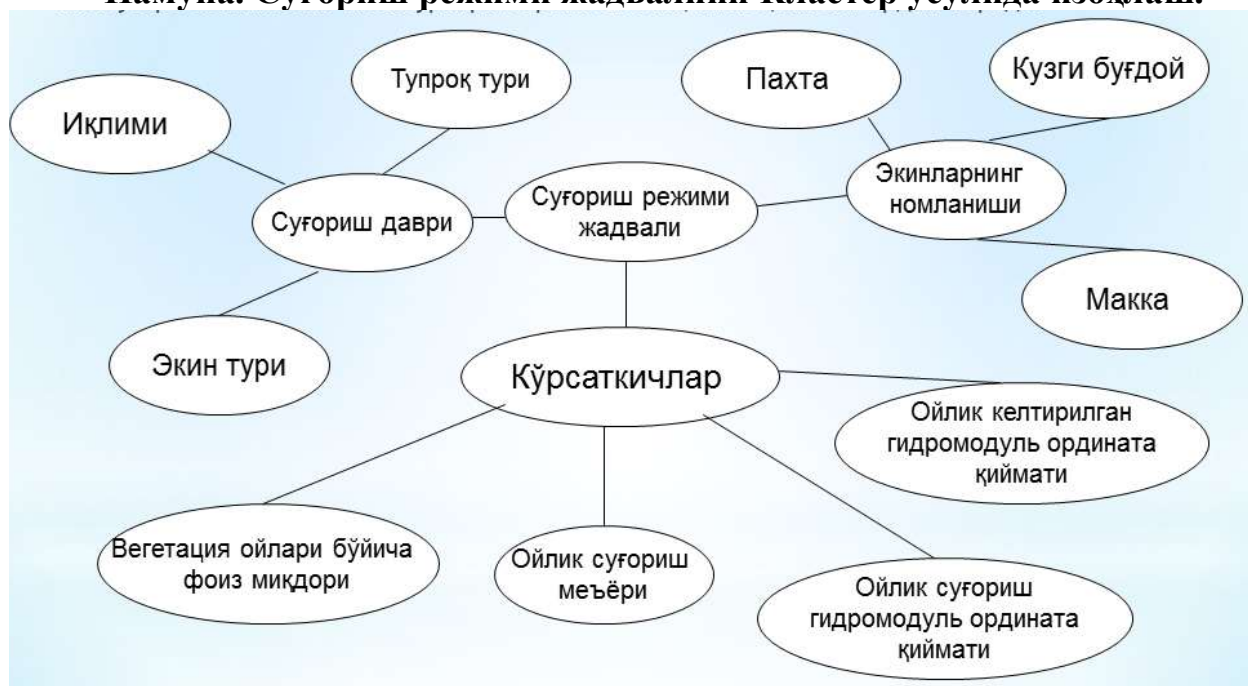 Намуна. Суғориш режими жадвалини Кластер усулида изоҳлаш.
Тупроқ тури
Пахта
Кузги буғдой
Иқлими
Экинларнинг
номланиши
Суғориш даври
Суғориш режими
жадвали
Макка
Экин тури
Кўрсаткичлар
Ойлик келтирилган
гидромодуль ордината
қиймати
Вегетация ойлари бўйича
фоиз миқдори
Ойлик суғориш
меъёри
Ойлик суғориш
гидромодуль ордината
қиймати